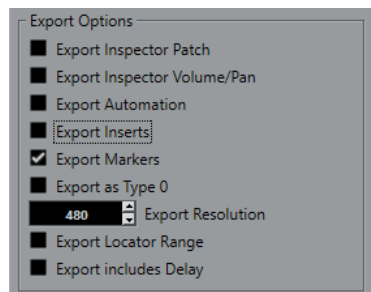 Export Options
Export Inspector Patch
Export Inspector Volume/Pan
Export Automation
Export Inserts
Export Markers
Export as Type 0
480 Export Resolution
Export Locator Range
Export includes Delay